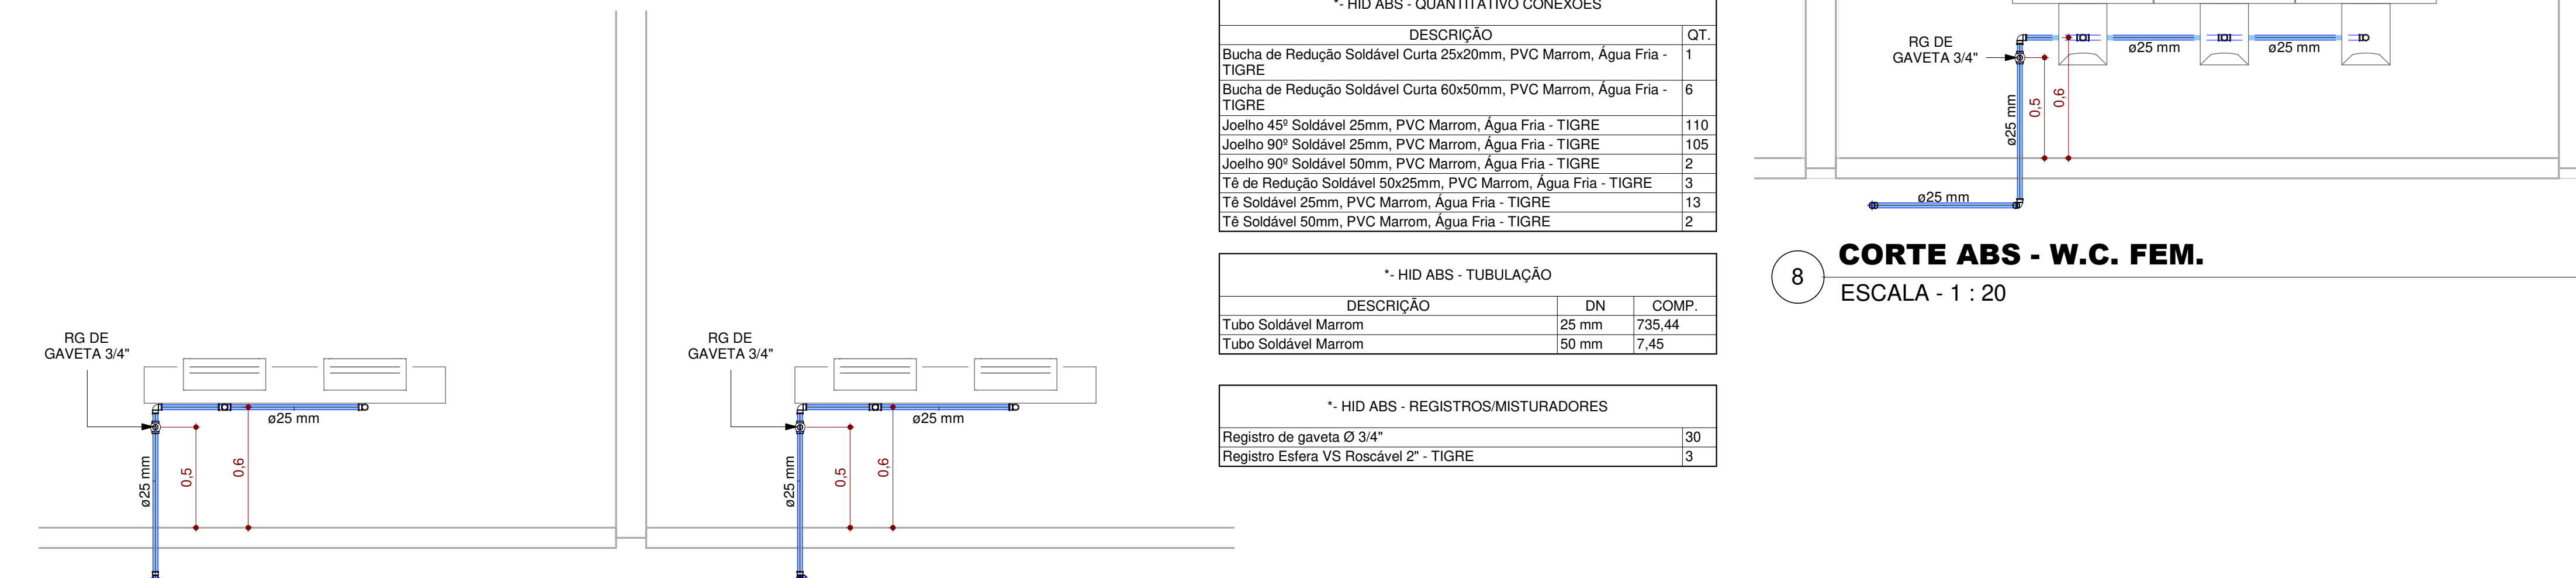 RG DE
GAVETA 3/4"
ø25 mm
ø25 mm
0,5
0,6
RG DE
GAVETA 3/4"
ø25 mm
ø25 mm
0,5
0,6
*- HID ABS - QUANTITATIVO CONEXÕES
DESCRIÇÃO QT.
Bucha de Redução Soldável Curta 25x20mm, PVC Marrom, Água Fria - 1
TIGRE
Bucha de Redução Soldável Curta 60x50mm, PVC Marrom, Água Fria - 6
TIGRE
Joelho 45º Soldável 25mm, PVC Marrom, Água Fria - TIGRE 110
Joelho 90º Soldável 25mm, PVC Marrom, Água Fria - TIGRE 105
Joelho 90º Soldável 50mm, PVC Marrom, Água Fria - TIGRE 2
Tê de Redução Soldável 50x25mm, PVC Marrom, Água Fria - TIGRE 3
Tê Soldável 25mm, PVC Marrom, Água Fria - TIGRE 13
Tê Soldável 50mm, PVC Marrom, Água Fria - TIGRE 2
*- HID ABS - TUBULAÇÃO
DESCRIÇÃO DN COMP.
Tubo Soldável Marrom 25 mm 735,44
Tubo Soldável Marrom 50 mm 7,45
*- HID ABS - REGISTROS/MISTURADORES
Registro de gaveta Ø 3/4" 30
Registro Esfera VS Roscável 2" - TIGRE 3
RG DE
GAVETA 3/4"
ø25 mm
ø25 mm
ø25 mm
0,5
0,6
ø25 mm
8
CORTE ABS - W.C. FEM.
ESCALA - 1 : 20